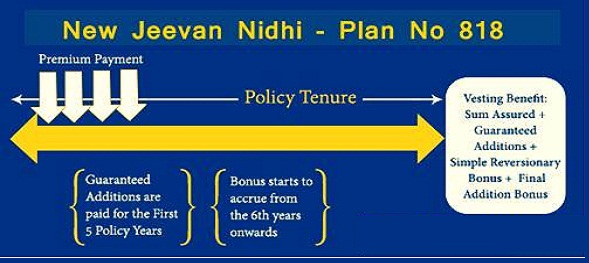 New Jeevan Nidhi - Plan No 818
Premium Payment
Policy Tenure
Vesting Benefit:
Sum Assured +
Guaranteed
Additions +
Simple Reversionary
Bonus + Final
Addition Bonus
Guaranteed
Additions are
paid for the First
5 Policy Years
Bonus starts to
accrue from
the 6th years
onwards